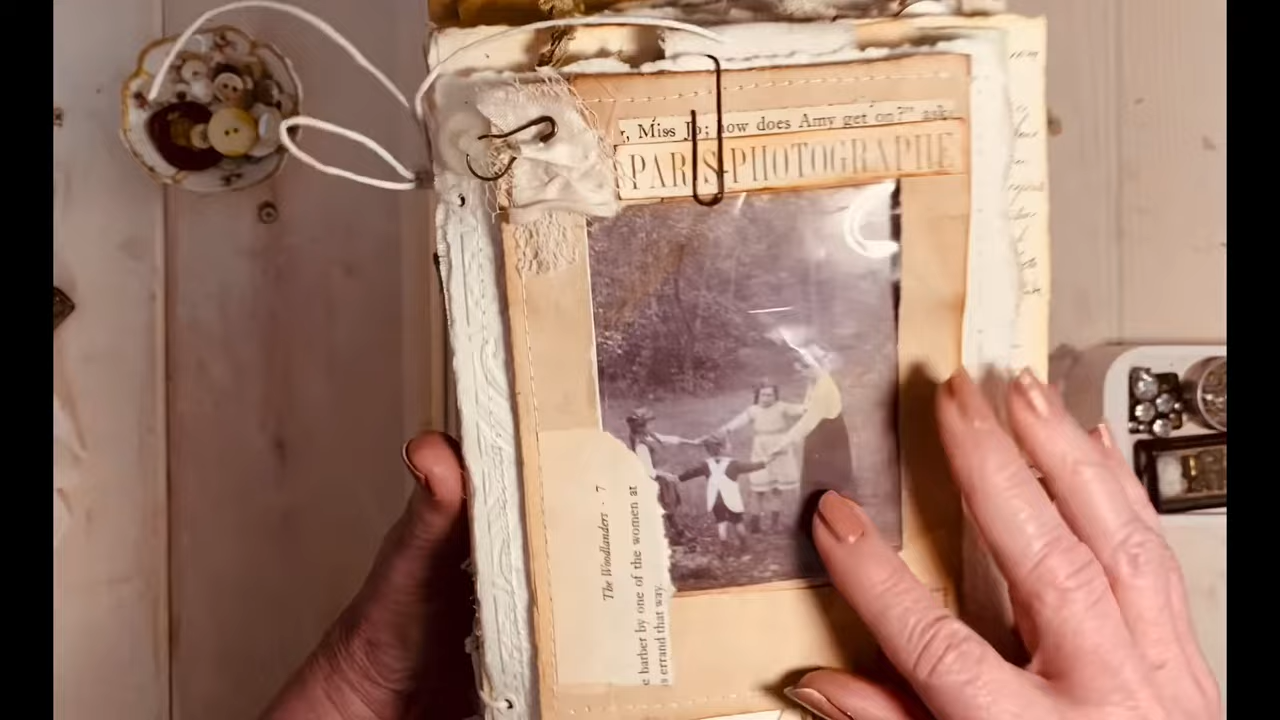 , Miss Jo; how does Amy get on?" ask
PARIS-PHOTOGRAPHE
The Woodlanders - 7
e barber by one of the women at
s errand that way.